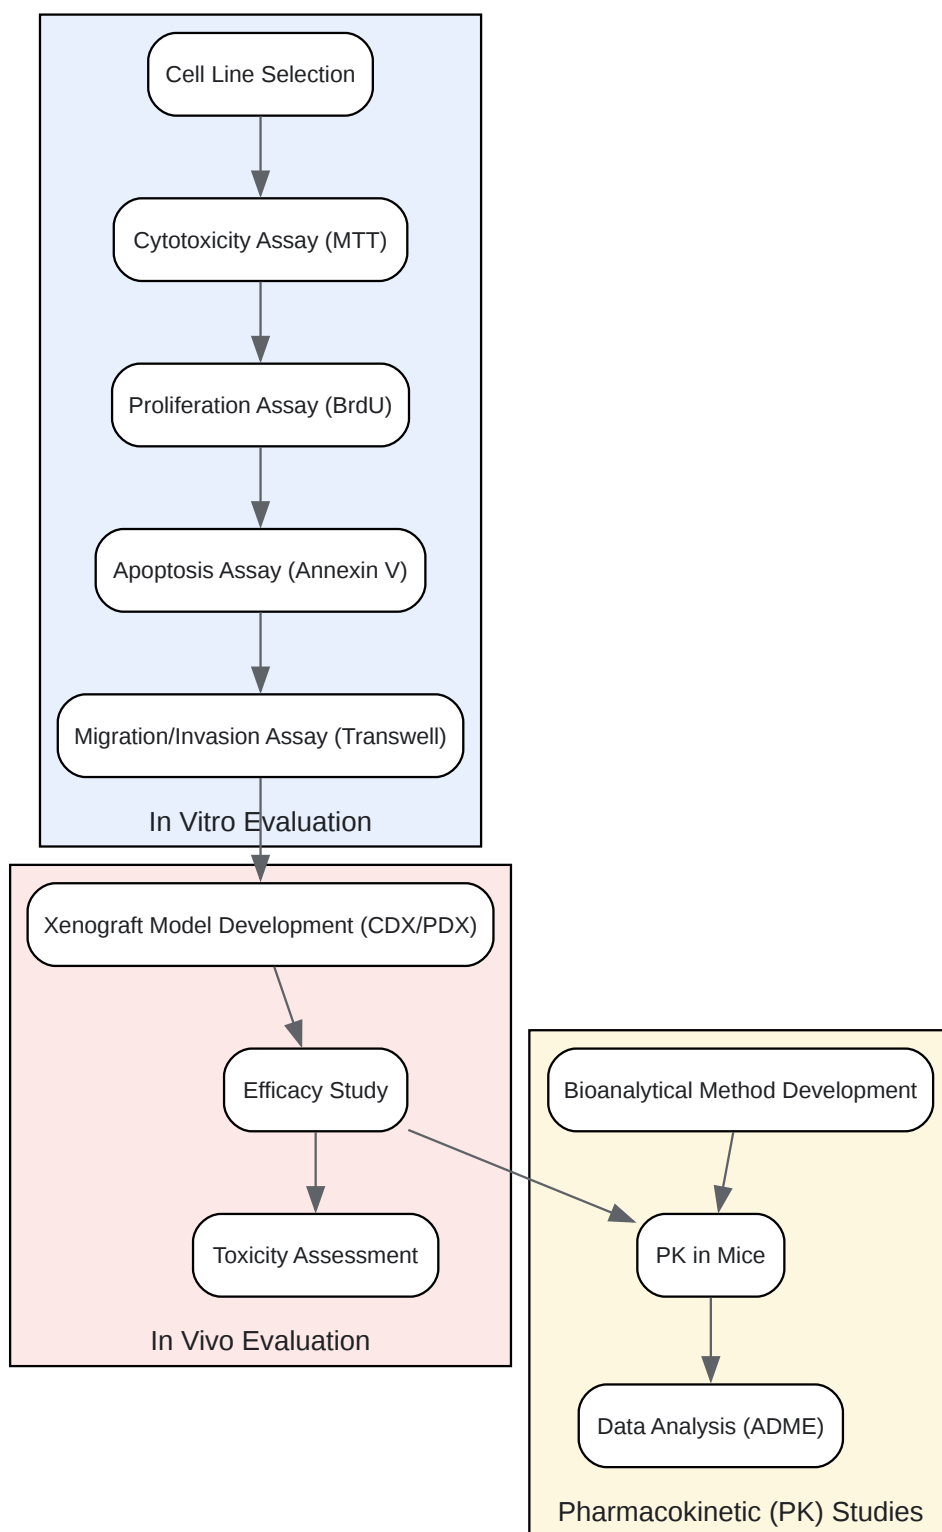 Cell Line Selection
Cytotoxicity Assay (MTT)
Proliferation Assay (BrdU)
Apoptosis Assay (Annexin V)
Migration/Invasion Assay (Transwell)
In Vitro Evaluation
Xenograft Model Development (CDX/PDX)
Efficacy Study
Toxicity Assessment
In Vivo Evaluation
Bioanalytical Method Development
PK in Mice
Data Analysis (ADME)
Pharmacokinetic (PK) Studies